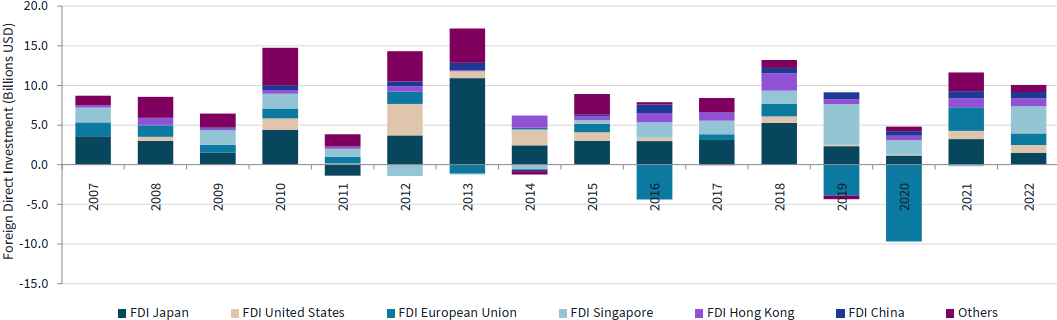 Foreign Direct Investment (Billions USD)
20.0
15.0
10.0
5.0
0.0
-5.0
-10.0
-15.0
2007 2008 2009 2010 2011 2012 2013 2014 2015 2016 2017 2018 2019 2020 2021 2022
FDI Japan FDI United States FDI European Union FDI Singapore FDI Hong Kong FDI China Others